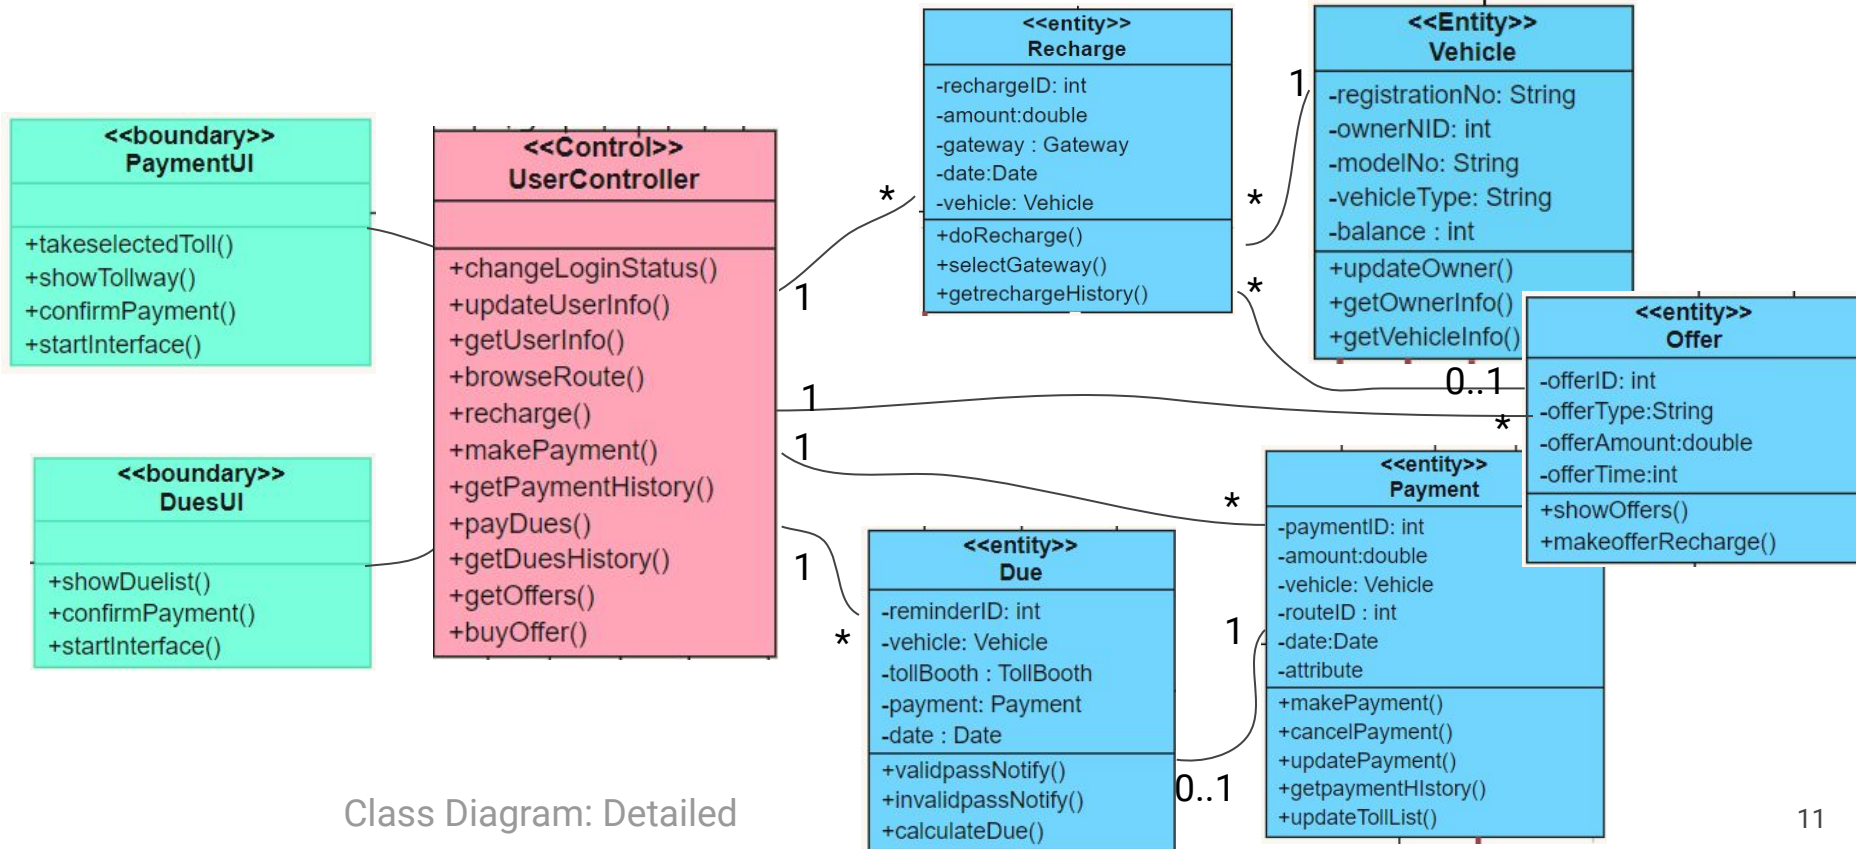 <<boundary>>
PaymentUI
+takeselectedToll()
+showTollway()
+confirmPayment()
+startInterface()
<<boundary>>
DuesUI
+showDuelist()
+confirmPayment()
+startInterface()
<<Control>>
UserController
+changeLoginStatus()
+updateUserInfo()
+getUserInfo()
+browseRoute()
+recharge()
+makePayment()
+getPaymentHistory()
+payDues()
+getDuesHistory()
+getOffers()
+buyOffer()
1
*
1
*
1
*
1
*
<<entity>>
Recharge
-rechargeID: int
-amount:double
-gateway : Gateway
-date:Date
-vehicle: Vehicle
+doRecharge()
+selectGateway()
+getrechargeHistory()
*
1
*
0..1
<<Entity>>
Vehicle
-registrationNo: String
-ownerNID: int
-modelNo: String
-vehicleType: String
-balance : int
+updateOwner()
+getOwnerInfo()
+getVehicleInfo()
<<entity>>
Offer
-offerID: int
-offerType:String
-offerAmount:double
-offerTime:int
+showOffers()
+makeofferRecharge()
<<entity>>
Due
-reminderID: int
-vehicle: Vehicle
-tollBooth : TollBooth
-payment: Payment
-date : Date
+validpassNotify()
+invalidpassNotify()
+calculateDue()
0..1
1
<<entity>>
Payment
-paymentID: int
-amount:double
-vehicle: Vehicle
-routeID : int
-date:Date
-attribute
+makePayment()
+cancelPayment()
+updatePayment()
+getpaymentHIstory()
+updateTollList()
Class Diagram: Detailed
11